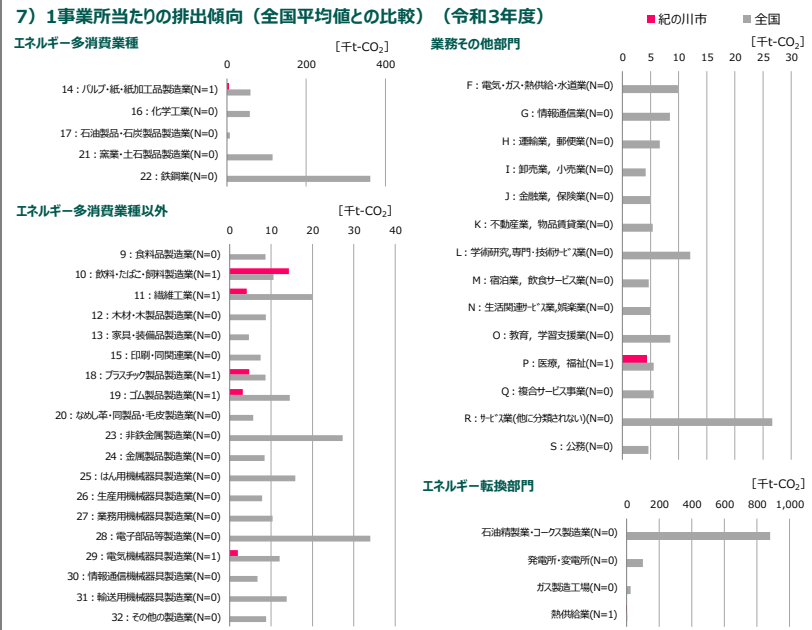 7）1事業所当たりの排出傾向（全国平均値との比較）（令和3年度）
紀の川市 全国
エネルギー多消費業種
[千t-CO₂]
0 200 400
14：パルプ・紙・紙加工品製造業(N=1)
16：化学工業(N=0)
17：石油製品・石炭製品製造業(N=0)
21：窯業・土石製品製造業(N=0)
22：鉄鋼業(N=0)
エネルギー多消費業種以外
[千t-CO₂]
0 10 20 30 40
9：食料品製造業(N=0)
10：飲料・たばこ・飼料製造業(N=1)
11：繊維工業(N=1)
12：木材・木製品製造業(N=0)
13：家具・装備品製造業(N=0)
15：印刷・同関連業(N=0)
18：プラスチック製品製造業(N=1)
19：ゴム製品製造業(N=1)
20：なめし革・同製品・毛皮製造業(N=0)
23：非鉄金属製造業(N=0)
24：金属製品製造業(N=0)
25：はん用機械器具製造業(N=0)
26：生産用機械器具製造業(N=0)
27：業務用機械器具製造業(N=0)
28：電子部品等製造業(N=0)
29：電気機械器具製造業(N=1)
30：情報通信機械器具製造業(N=0)
31：輸送用機械器具製造業(N=0)
32：その他の製造業(N=0)
業務その他部門
[千t-CO₂]
0 5 10 15 20 25 30
F：電気・ガス・熱供給・水道業(N=0)
G：情報通信業(N=0)
H：運輸業，郵便業(N=0)
I：卸売業，小売業(N=0)
J：金融業，保険業(N=0)
K：不動産業，物品賃貸業(N=0)
L：学術研究,専門・技術ｻｰﾋﾞｽ業(N=0)
M：宿泊業，飲食サービス業(N=0)
N：生活関連ｻｰﾋﾞｽ業,娯楽業(N=0)
O：教育，学習支援業(N=0)
P：医療，福祉(N=1)
Q：複合サービス事業(N=0)
R：ｻｰﾋﾞｽ業(他に分類されない)(N=0)
S：公務(N=0)
エネルギー転換部門
[千t-CO₂]
0 200 400 600 800 1,000
石油精製業・コークス製造業(N=0)
発電所・変電所(N=0)
ガス製造工場(N=0)
熱供給業(N=1)